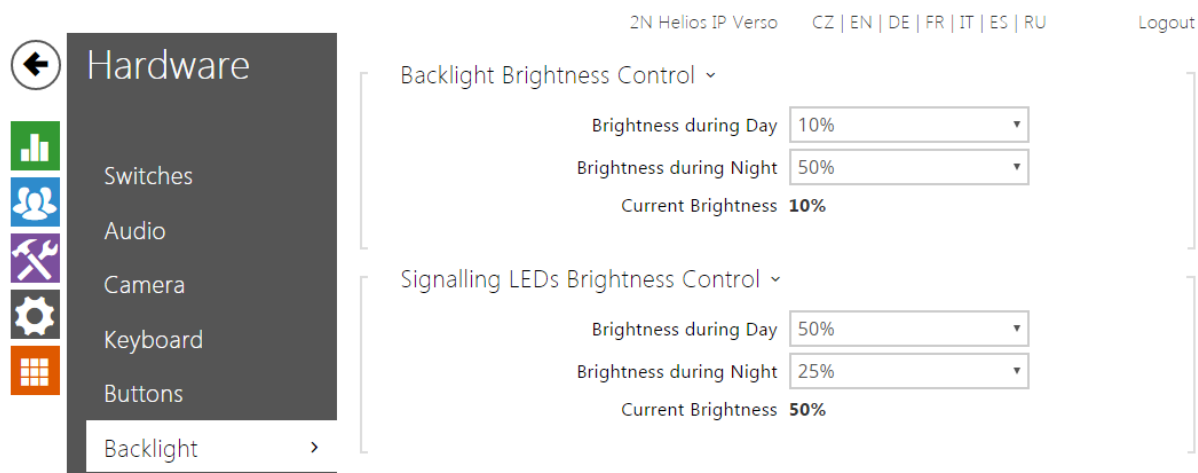 2N Helios IP Verso CZ | EN | DE | FR | IT | ES | RU Logout
Hardware
Switches
Audio
Camera
Keyboard
Buttons
Backlight
Backlight Brightness Control
Brightness during Day 10%
Brightness during Night 50%
Current Brightness 10%
Signalling LEDs Brightness Control
Brightness during Day 50%
Brightness during Night 25%
Current Brightness 50%